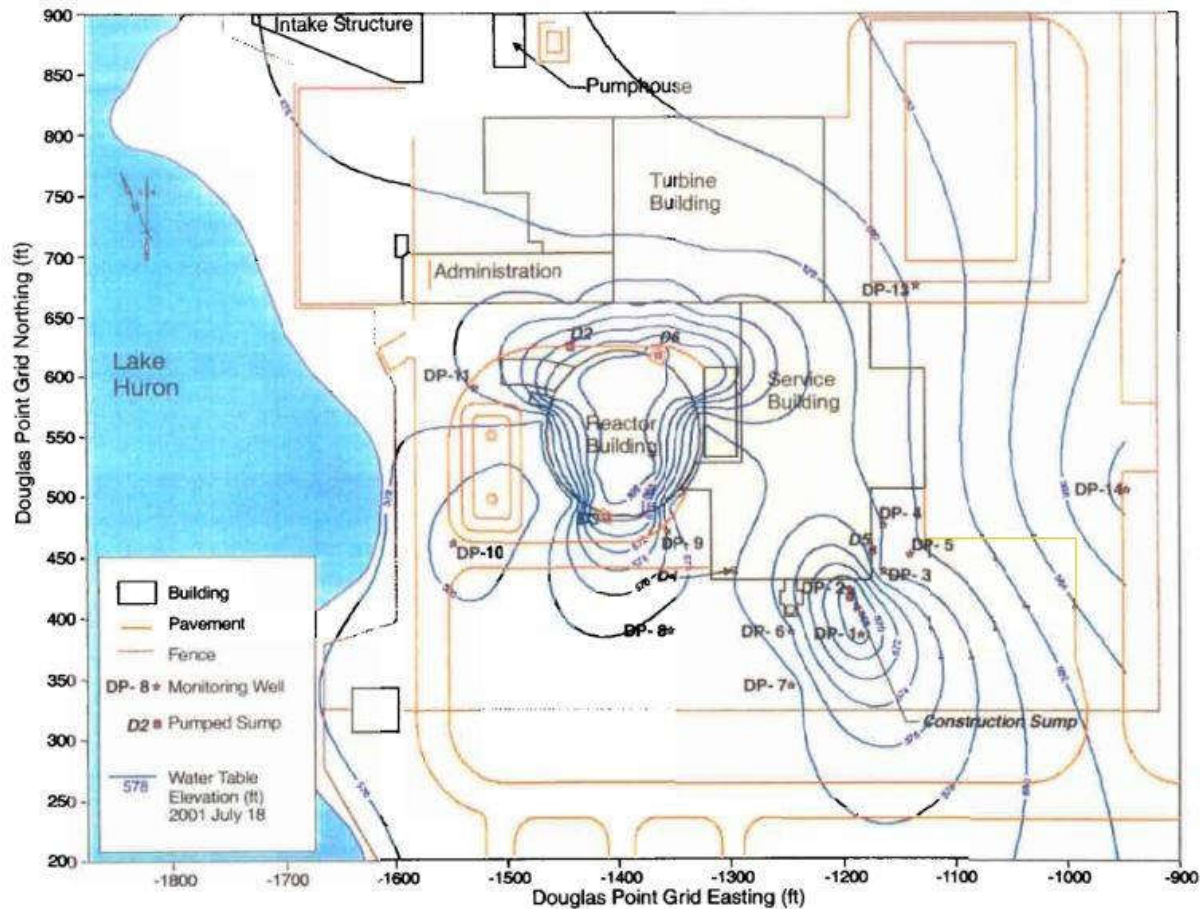 900
850
800
750
700
650
600
550
500
450
400
350
300
250
200
Douglas Point Grid Northing (ft)
Intake Structure
Pumphouse
Turbine
Building
Administration
DP-13*
D2
D6
Lake
Huron
DP-11
Service
Building
Reactor
Building
DP-14*
DP- 4
D5
DP- 5
DP- 9
DP-10
DP- 3
DP- 2
DP- 8*
DP- 6*
DP- 1*
DP- 7*
Construction Sump
578
Building
Pavement
Fence
DP- 8 * Monitoring Well
D2 Pumped Sump
578 Water Table
Elevation (ft)
2001 July 18
-1800
-1700
-1600
-1500
-1400
-1300
-1200
-1100
-1000
-900
Douglas Point Grid Easting (ft)